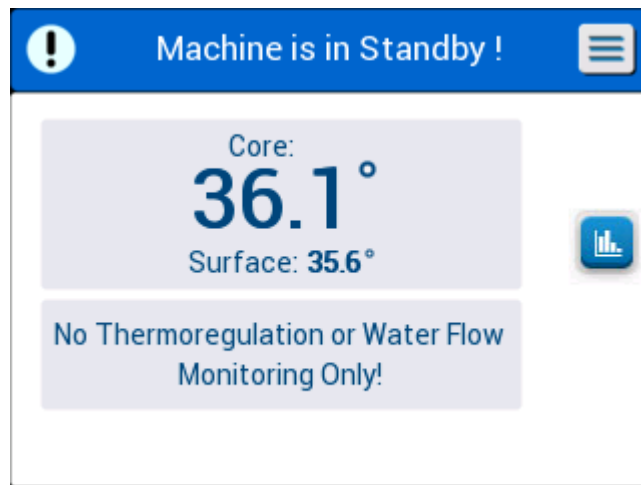 Machine is in Standby !
Core:
36.1°
Surface: 35.6°
No Thermoregulation or Water Flow
Monitoring Only!